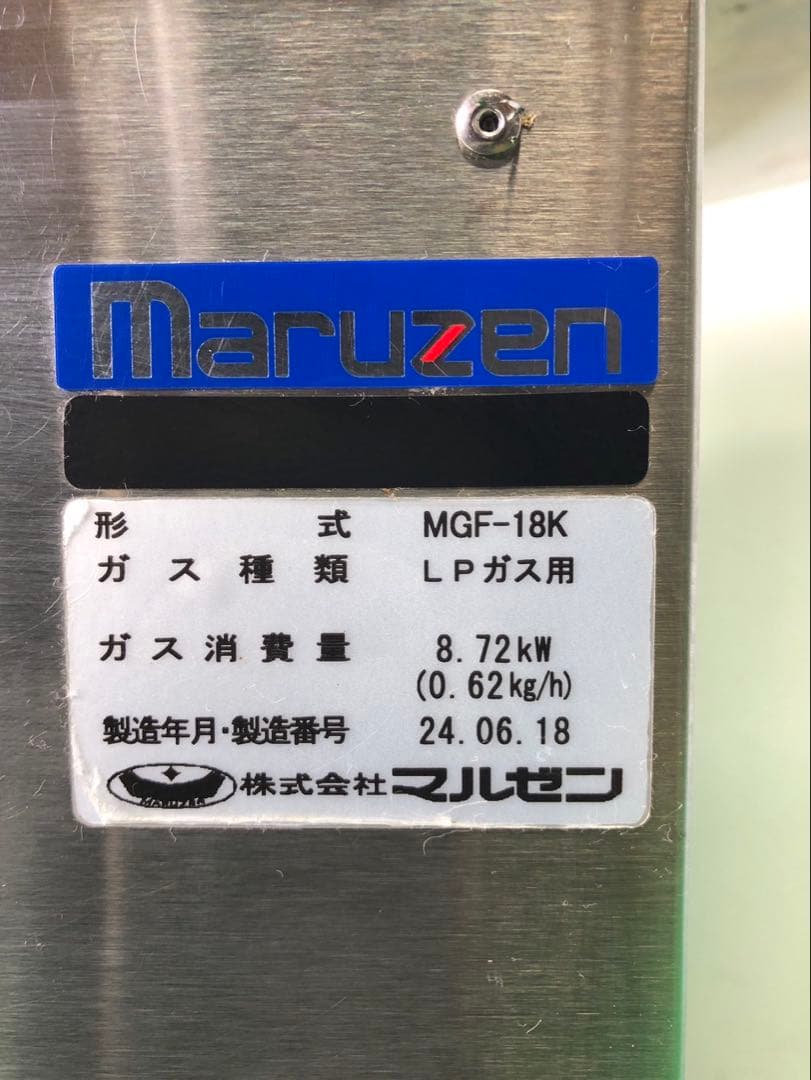 maruzen
形式 MGF-18K
ガス種類 LPガス用
ガス消費量 8.72kW
(0.62kg/h)
製造年月・製造番号 24.06.18
MARUZEN 株式会社マルゼン